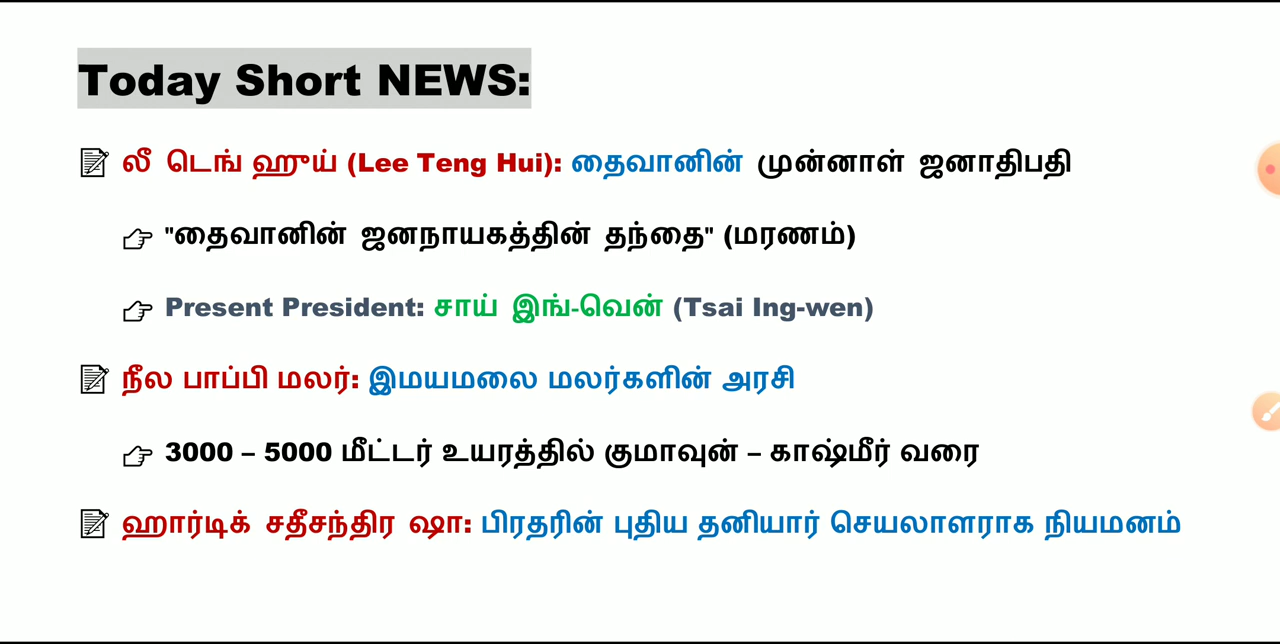 Today Short NEWS:
லீ டெங் ஹுய் (Lee Teng Hui): தைவானின் முன்னாள் ஜனாதிபதி
"தைவானின் ஜனநாயகத்தின் தந்தை" (மரணம்)
Present President: சாய் இங்-வென் (Tsai Ing-wen)
நீல பாப்பி மலர்: இமயமலை மலர்களின் அரசி
3000 – 5000 மீட்டர் உயரத்தில் குமாவுன் – காஷ்மீர் வரை
ஹார்டிக் சதீசந்திர ஷா: பிரதரின் புதிய தனியார் செயலாளராக நியமனம்